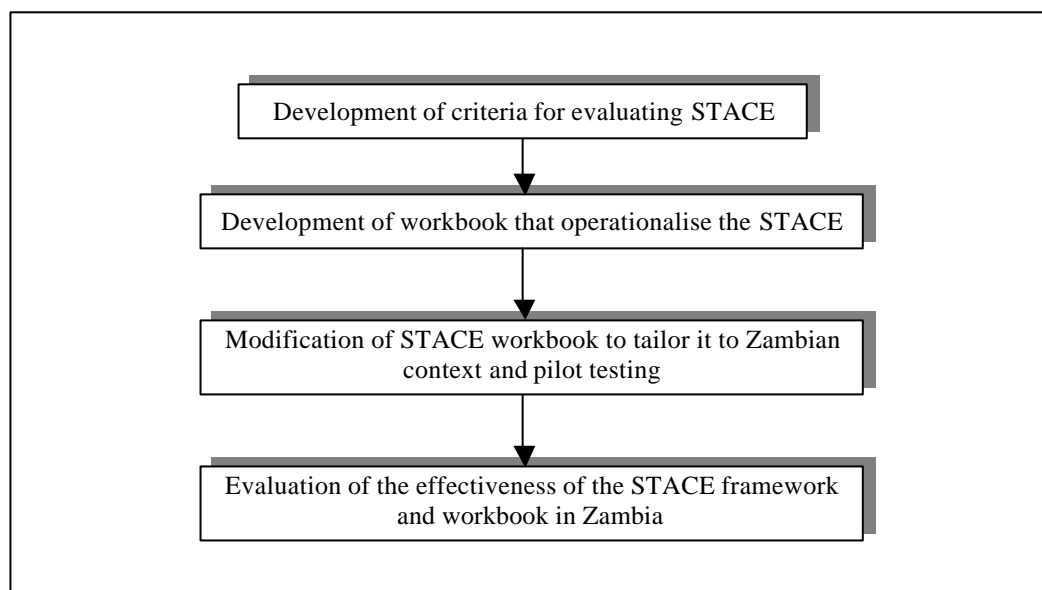 Development of criteria for evaluating STACE
Development of workbook that operationalise the STACE
Modification of STACE workbook to tailor it to Zambian
context and pilot testing
Evaluation of the effectiveness of the STACE framework
and workbook in Zambia